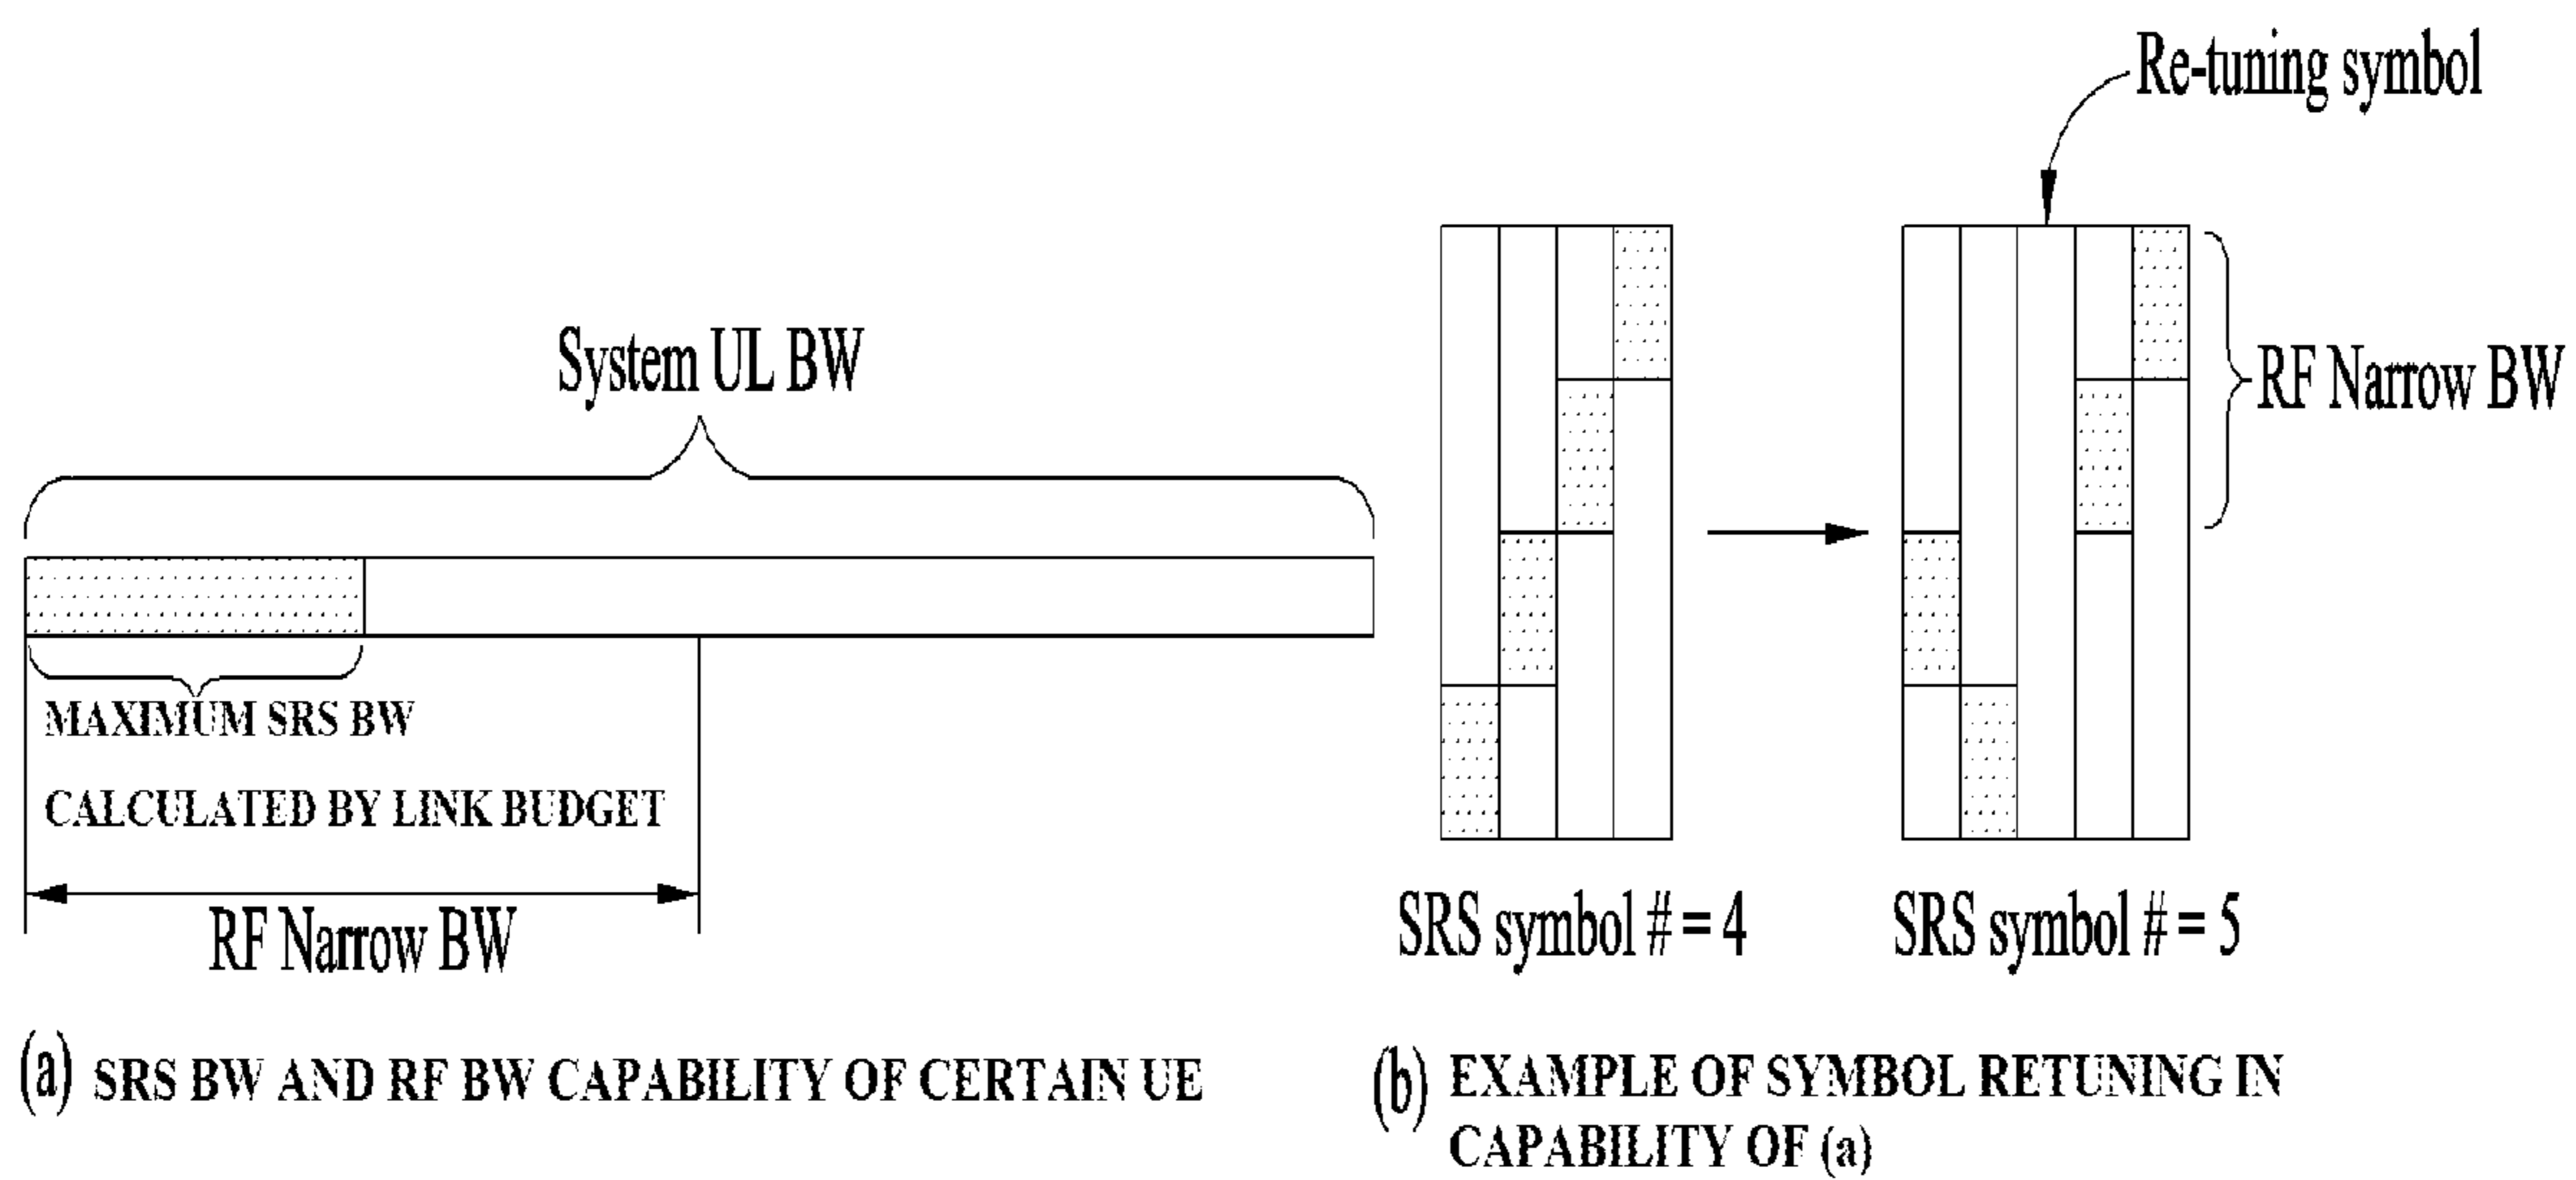 Re-tuning symbol
System UL BW
RF Narrow BW
MAXIMUM SRS BW
CALCULATED BY LINK BUDGET
RF Narrow BW
SRS symbol # = 4
SRS symbol # = 5
(a) SRS BW AND RF BW CAPABILITY OF CERTAIN UE
(b) EXAMPLE OF SYMBOL RETUNING IN
CAPABILITY OF (a)